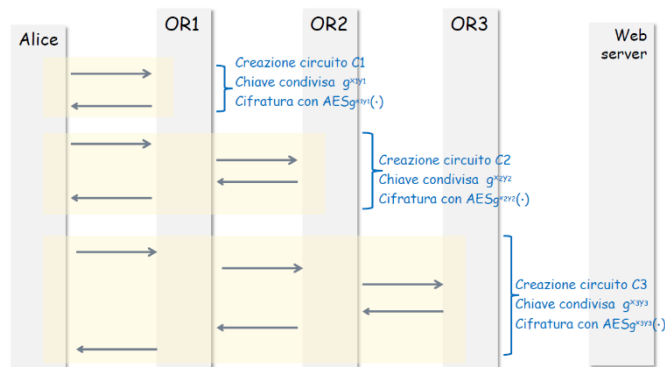 Alice
OR1
OR2
OR3
Web
server
Creazione circuito C1
Chiave condivisa g^x1y1
Cifratura con AESg^x1y1(·)
Creazione circuito C2
Chiave condivisa g^x2y2
Cifratura con AESg^x2y2(·)
Creazione circuito C3
Chiave condivisa g^x3y3
Cifratura con AESg^x3y3(·)